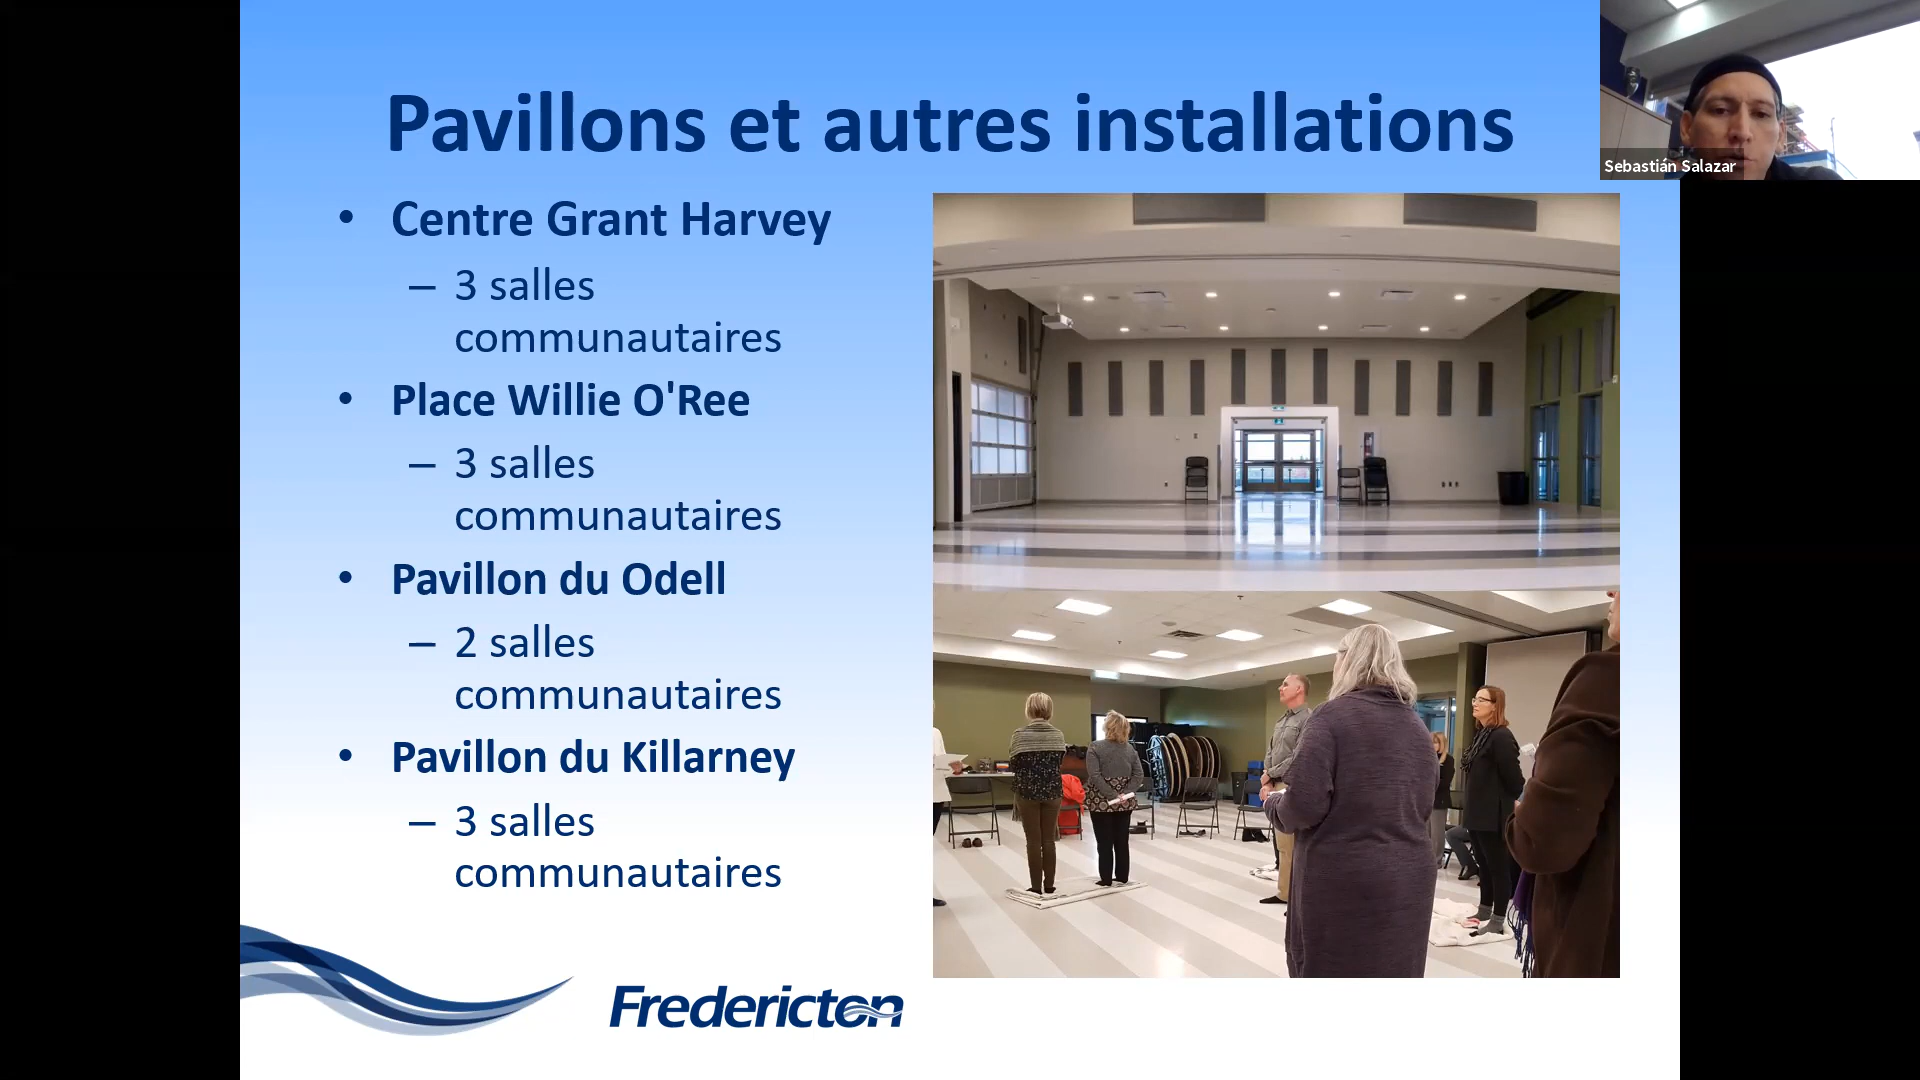 Pavillons et autres installations
• Centre Grant Harvey
– 3 salles
communautaires
• Place Willie O'Ree
– 3 salles
communautaires
• Pavillon du Odell
– 2 salles
communautaires
• Pavillon du Killarney
– 3 salles
communautaires
Fredericton
Sebastián Salazar